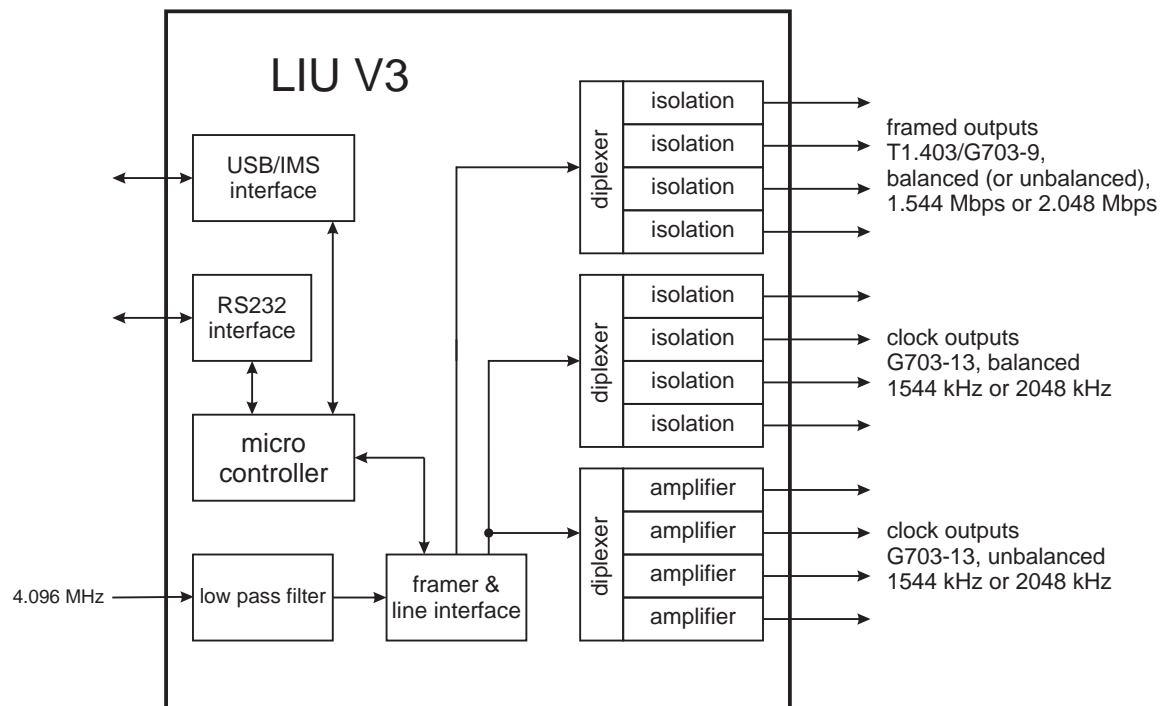 LIU V3
USB/IMS
interface
RS232
interface
micro
controller
4.096 MHz
low pass filter
framer &
line interface
diplexer
isolation
isolation
isolation
isolation
framed outputs
T1.403/G703-9,
balanced (or unbalanced),
1.544 Mbps or 2.048 Mbps
diplexer
isolation
isolation
isolation
isolation
clock outputs
G703-13, balanced
1544 kHz or 2048 kHz
diplexer
amplifier
amplifier
amplifier
amplifier
clock outputs
G703-13, unbalanced
1544 kHz or 2048 kHz